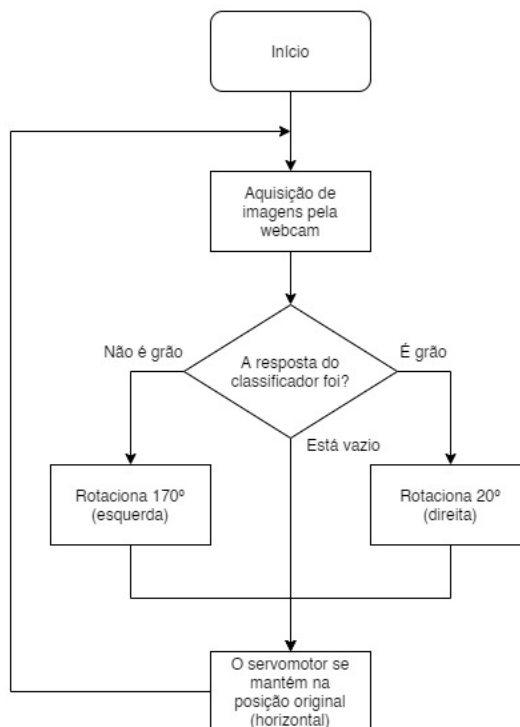 Início
Aquisição de
imagens pela
webcam
Não é grão
A resposta do
classificador foi?
É grão
Está vazio
Rotaciona 170º
(esquerda)
Rotaciona 20º
(direita)
O servomotor se
mantém na
posição original
(horizontal)